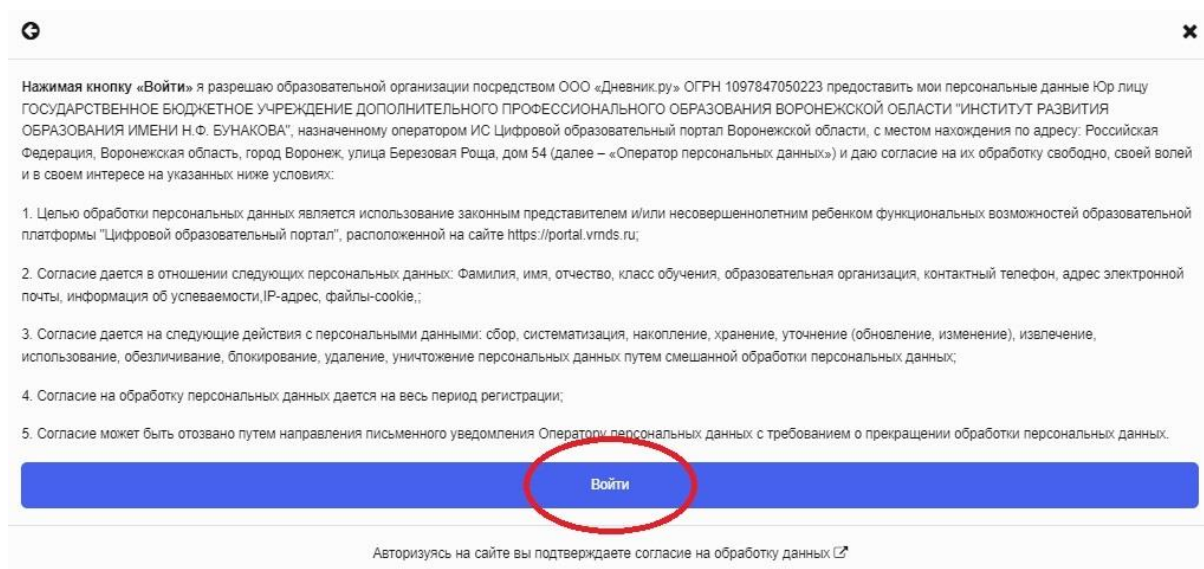 Нажимая кнопку «Войти» я разрешаю образовательной организации посредством ООО «Дневник.ру» ОГРН 1097847050223 предоставить мои персональные данные Юр лицу
ГОСУДАРСТВЕННОЕ БЮДЖЕТНОЕ УЧРЕЖДЕНИЕ ДОПОЛНИТЕЛЬНОГО ПРОФЕССИОНАЛЬНОГО ОБРАЗОВАНИЯ ВОРОНЕЖСКОЙ ОБЛАСТИ "ИНСТИТУТ РАЗВИТИЯ
ОБРАЗОВАНИЯ ИМЕНИ Н.Ф. БУНАКОВА", назначенному оператором ИС Цифровой образовательный портал Воронежской области, с местом нахождения по адресу: Российская
Федерация, Воронежская область, город Воронеж, улица Березовая Роща, дом 54 (далее – «Оператор персональных данных») и даю согласие на их обработку свободно, своей волей
и в своем интересе на указанных ниже условиях:
1. Целью обработки персональных данных является использование законным представителем и/или несовершеннолетним ребенком функциональных возможностей образовательной
платформы "Цифровой образовательный портал", расположенной на сайте https://portal.vrnds.ru;
2. Согласие дается в отношении следующих персональных данных: Фамилия, имя, отчество, класс обучения, образовательная организация, контактный телефон, адрес электронной
почты, информация об успеваемости,IP-адрес, файлы-cookie,;
3. Согласие дается на следующие действия с персональными данными: сбор, систематизация, накопление, хранение, уточнение (обновление, изменение), извлечение,
использование, обезличивание, блокирование, удаление, уничтожение персональных данных путем смешанной обработки персональных данных;
4. Согласие на обработку персональных данных дается на весь период регистрации;
5. Согласие может быть отозвано путем направления письменного уведомления Оператору персональных данных с требованием о прекращении обработки персональных данных.
Войти
Авторизуясь на сайте вы подтверждаете согласие на обработку данных